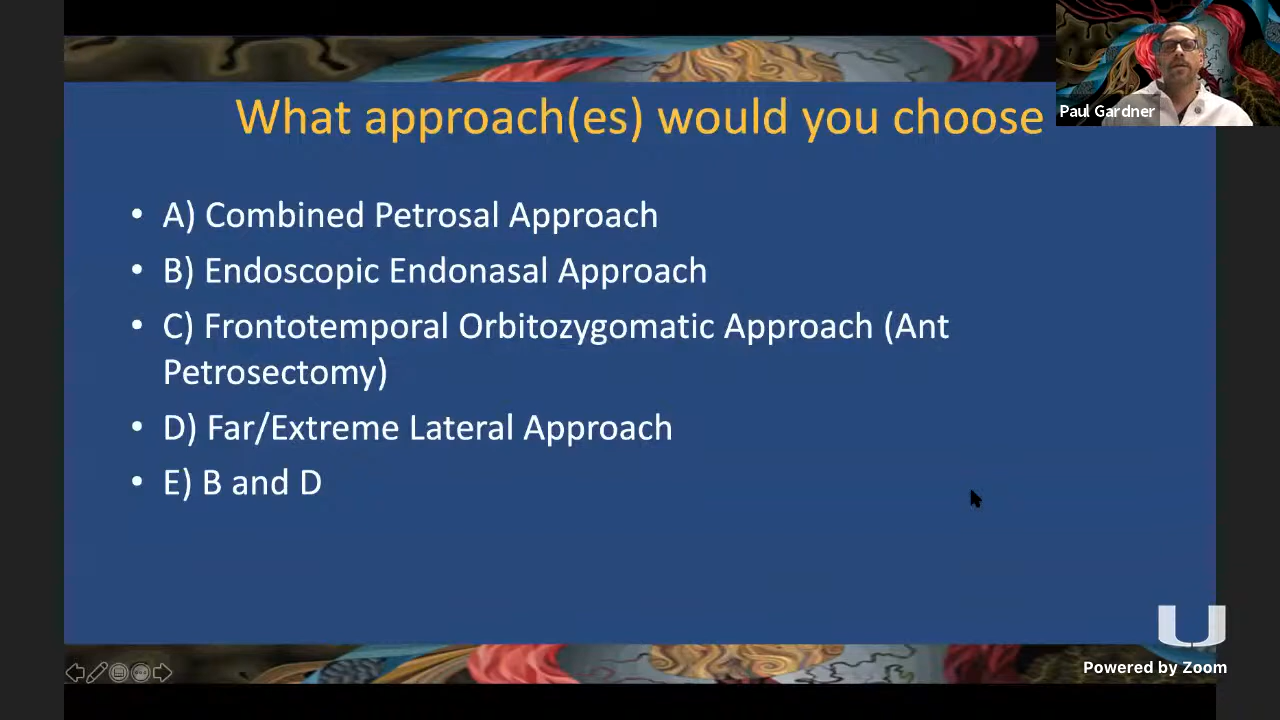 What approach(es) would you choose
Paul Gardner
• A) Combined Petrosal Approach
• B) Endoscopic Endonasal Approach
• C) Frontotemporal Orbitozygomatic Approach (Ant
Petrosectomy)
• D) Far/Extreme Lateral Approach
• E) B and D
U
Powered by Zoom